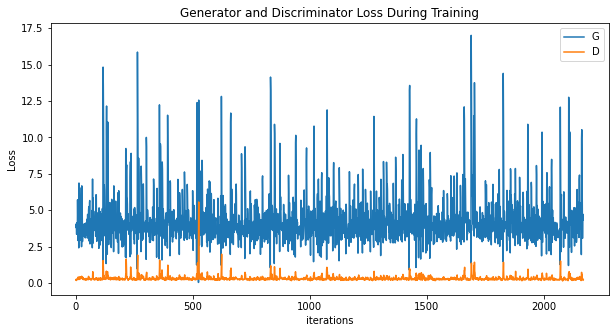 Generator and Discriminator Loss During Training
17.5
15.0
12.5
10.0
7.5
5.0
2.5
0.0
Loss
G
D
0
500
1000
1500
2000
iterations